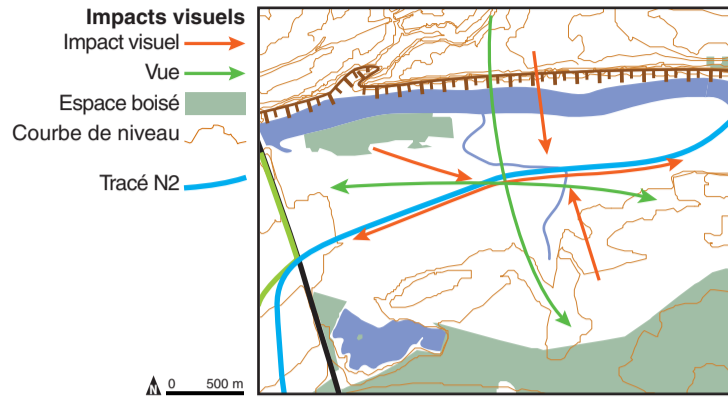 Impacts visuels
Impact visuel
Vue
Espace boisé
Courbe de niveau
Tracé N2
N 0 500 m